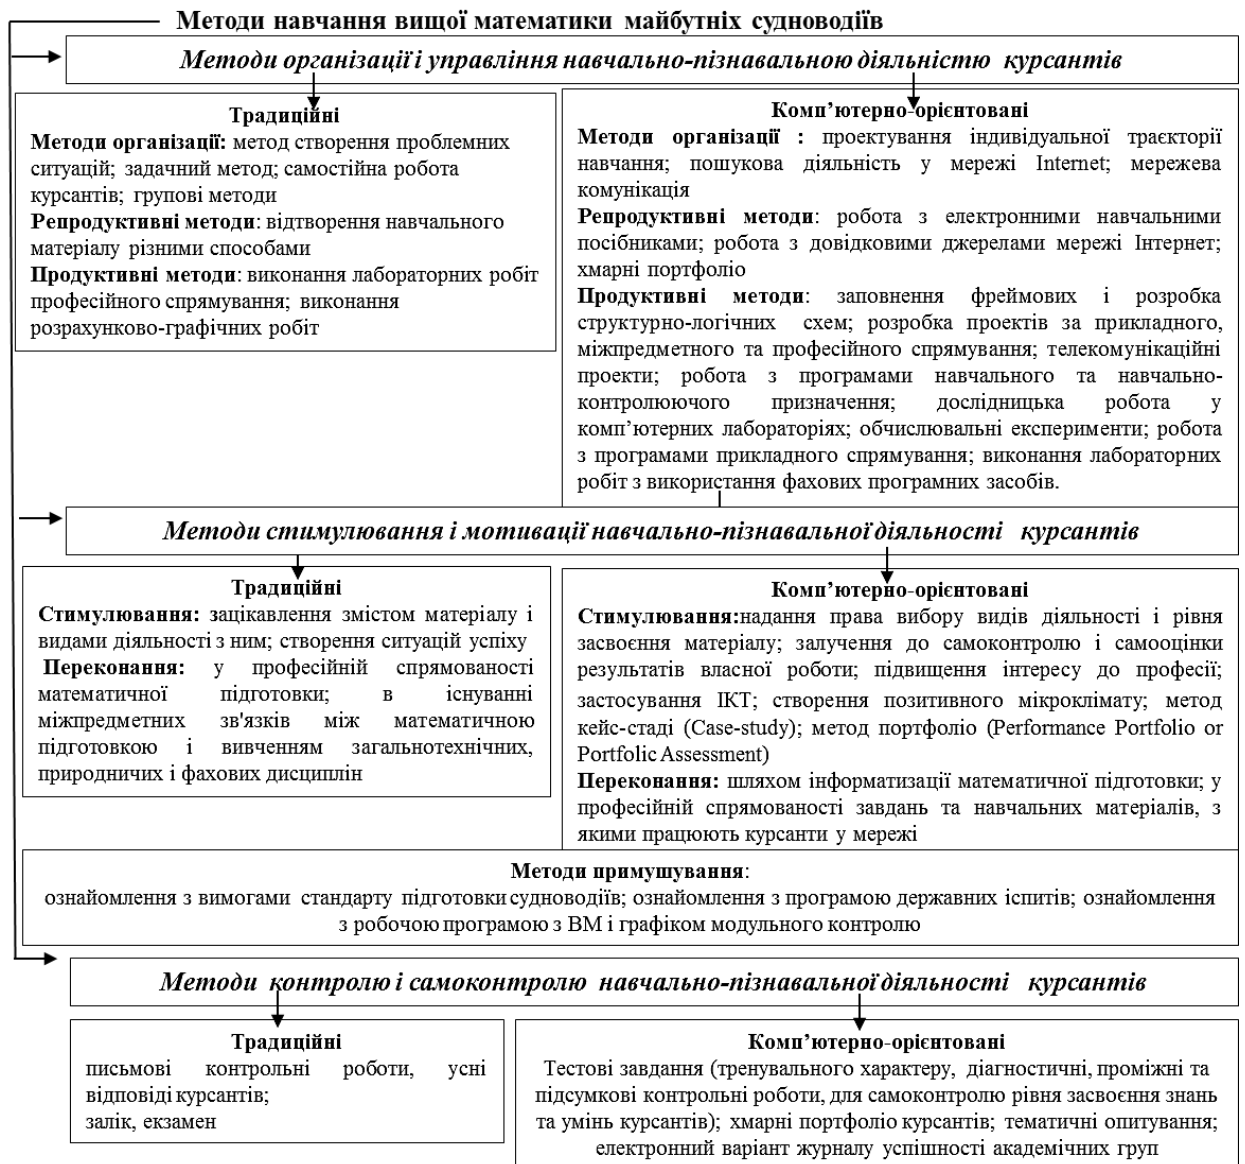 Методи навчання вищої математики майбутніх судноводіїв
Методи організації і управління навчально-пізнавальною діяльністю курсантів
Традиційні
Методи організації: метод створення проблемних
ситуацій; задачний метод; самостійна робота
курсантів; групові методи
Репродуктивні методи: відтворення навчального
матеріалу різними способами
Продуктивні методи: виконання лабораторних робіт
професійного спрямування; виконання
розрахунково-графічних робіт
Комп’ютерно-орієнтовані
Методи організації : проектування індивідуальної траєкторії
навчання; пошукова діяльність у мережі Internet; мережева
комунікація
Репродуктивні методи: робота з електронними навчальними
посібниками; робота з довідковими джерелами мережі Інтернет;
хмарні портфоліо
Продуктивні методи: заповнення фреймових і розробка
структурно-логічних схем; розробка проектів за прикладного,
міжпредметного та професійного спрямування; телекомунікаційні
проекти; робота з програмами навчального та навчально-
контролюючого призначення; дослідницька робота у
комп’ютерних лабораторіях; обчислювальні експерименти; робота
з програмами прикладного спрямування; виконання лабораторних
робіт з використання фахових програмних засобів.
Методи стимулювання і мотивації навчально-пізнавальної діяльності курсантів
Традиційні
Стимулювання: зацікавлення змістом матеріалу і
видами діяльності з ним; створення ситуацій успіху
Переконання: у професійній спрямованості
математичної підготовки; в існуванні
міжпредметних зв'язків між математичною
підготовкою і вивченням загальнотехнічних,
природничих і фахових дисциплін
Комп’ютерно-орієнтовані
Стимулювання:надання права вибору видів діяльності і рівня
засвоєння матеріалу; залучення до самоконтролю і самооцінки
результатів власної роботи; підвищення інтересу до професії;
застосування ІКТ; створення позитивного мікроклімату; метод
кейс-стаді (Case-study); метод портфоліо (Performance Portfolio or
Portfolic Assessment)
Переконання: шляхом інформатизації математичної підготовки; у
професійній спрямованості завдань та навчальних матеріалів, з
якими працюють курсанти у мережі
Методи примушування:
ознайомлення з вимогами стандарту підготовки судноводіїв; ознайомлення з програмою державних іспитів; ознайомлення
з робочою програмою з ВМ і графіком модульного контролю
Методи контролю і самоконтролю навчально-пізнавальної діяльності курсантів
Традиційні
письмові контрольні роботи, усні
відповіді курсантів;
залік, екзамен
Комп’ютерно-орієнтовані
Тестові завдання (тренувального характеру, діагностичні, проміжні та
підсумкові контрольні роботи, для самоконтролю рівня засвоєння знань
та умінь курсантів); хмарні портфоліо курсантів; тематичні опитування;
електронний варіант журналу успішності академічних груп